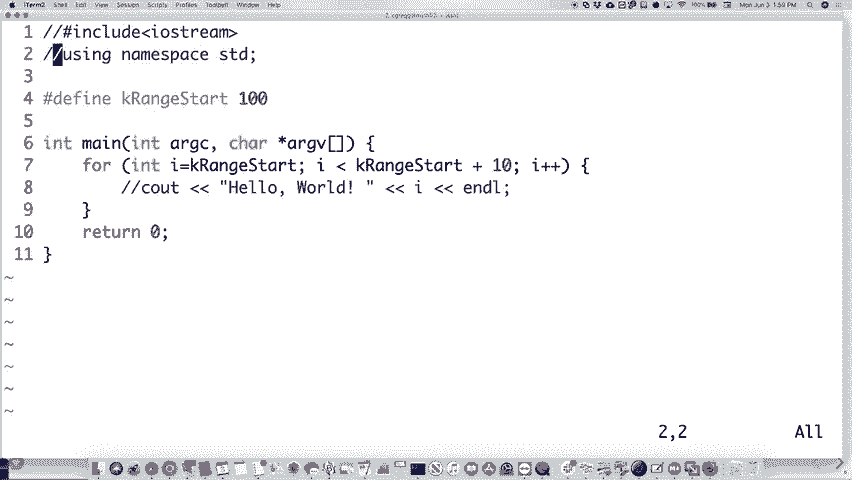 iTerm2 Shell Edit View Session Scripts Profiles Toolbelt Window Help
100% Mon Jun 3 1:59 PM
1 //#include<iostream>
2 //using namespace std;
3
4 #define kRangeStart 100
5
6 int main(int argc, char *argv[]) {
7 for (int i=kRangeStart; i < kRangeStart + 10; i++) {
8 //cout << "Hello, World! " << i << endl;
9 }
10 return 0;
11 }
~
~
~
~
~
~
~
2,2 All